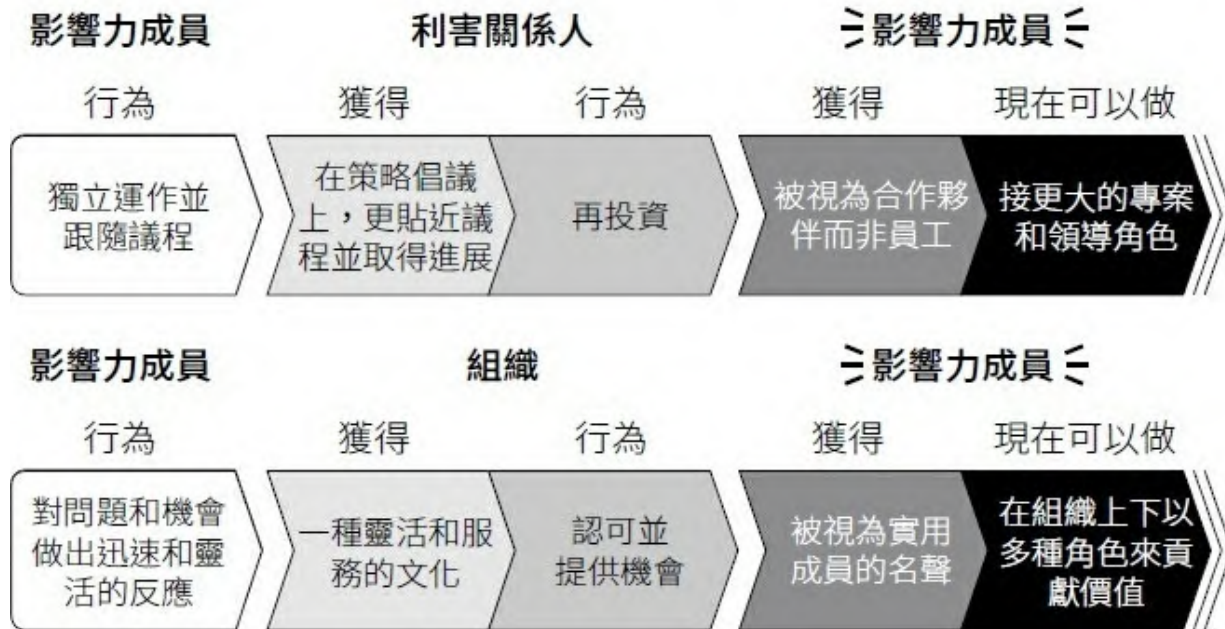 影響力成員
利害關係人
影響力成員
行為
獲得
行為
獲得
現在可以做
獨立運作並
跟隨議程
在策略倡議
上，更貼近議
程並取得進展
再投資
被視為合作夥
伴而非員工
接更大的專案
和領導角色
影響力成員
組織
影響力成員
行為
獲得
行為
獲得
現在可以做
對問題和機會
做出迅速和靈
活的反應
一種靈活和服
務的文化
認可並
提供機會
被視為實用
成員的名聲
在組織上下以
多種角色來貢
獻價值